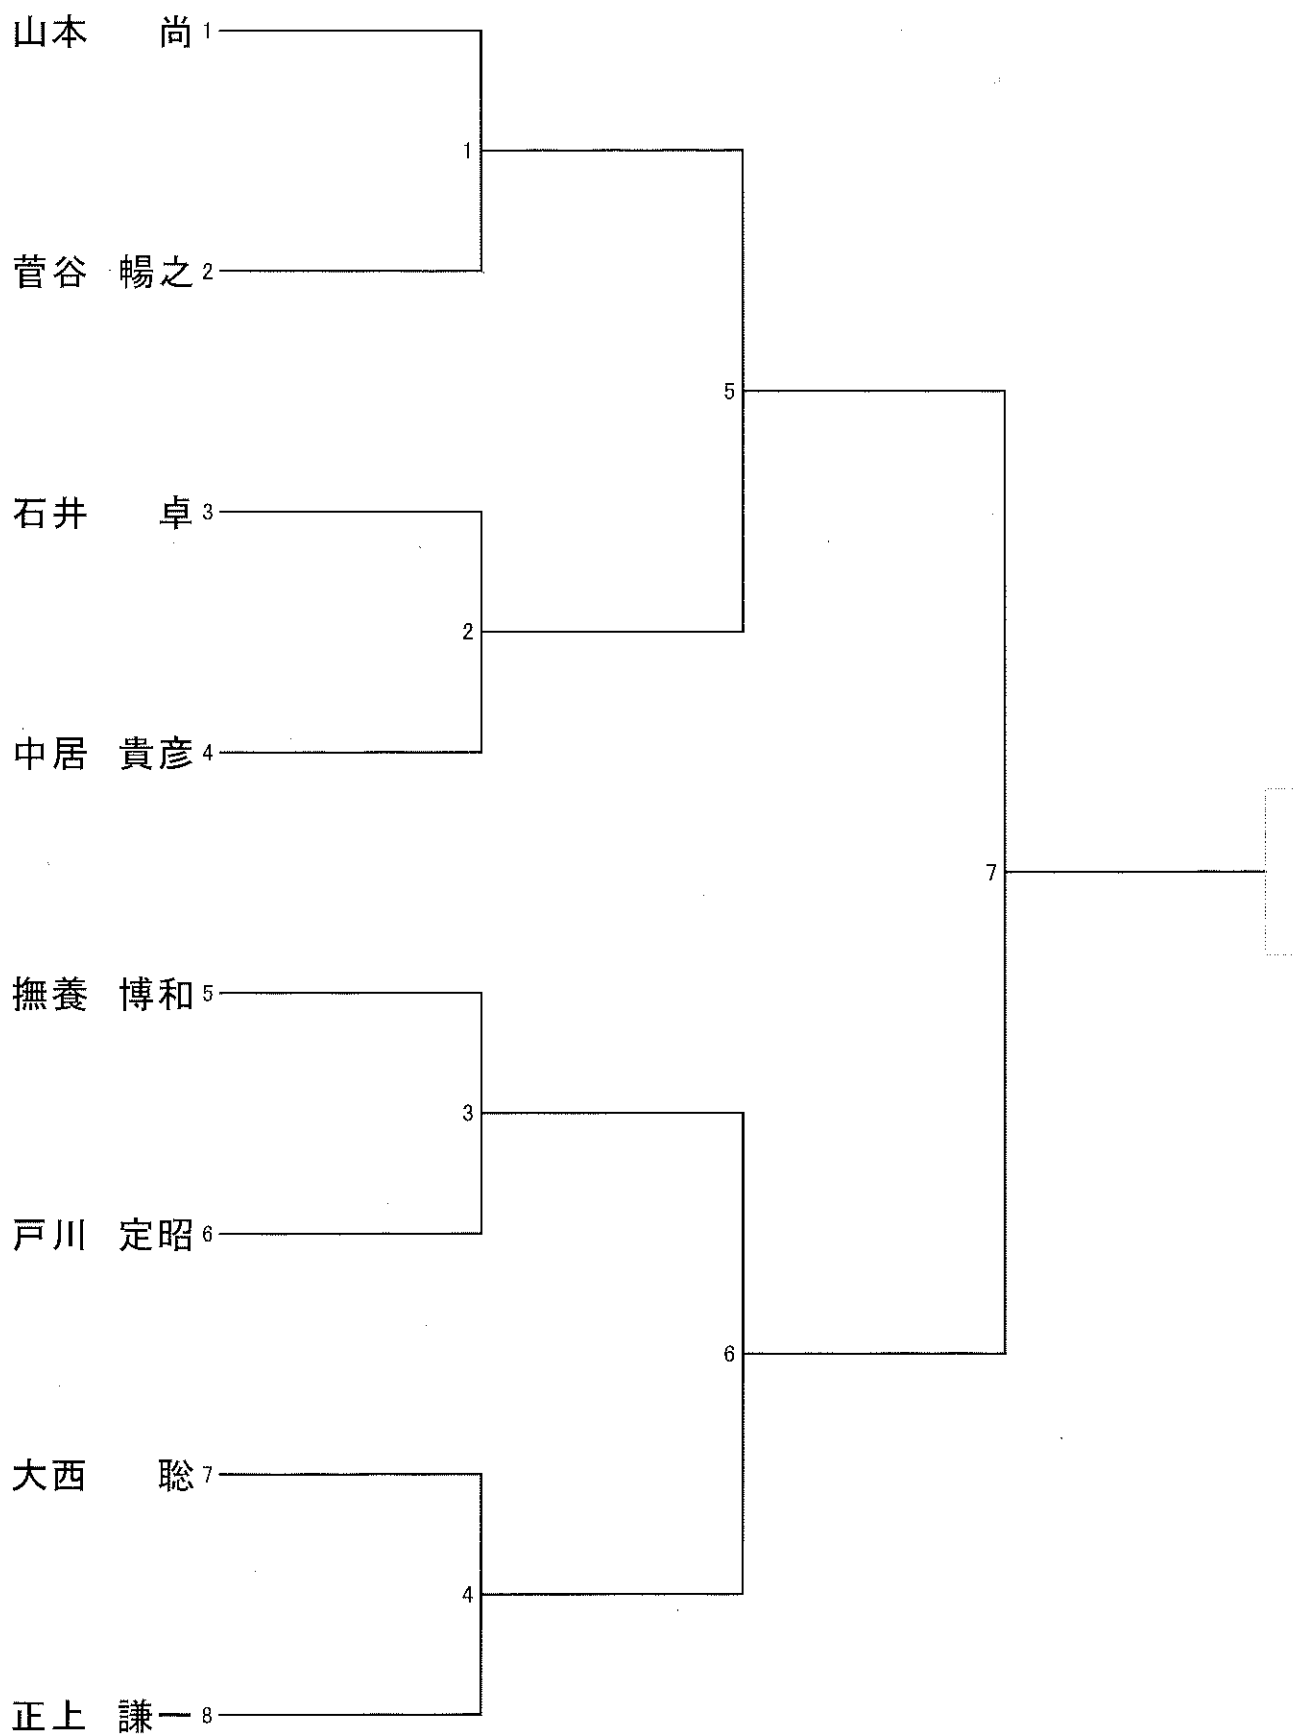 山本　　尚 1
1
菅谷　暢之 2
5
石井　　卓 3
2
中居　貴彦 4
7
撫養　博和 5
3
戸川　定昭 6
6
大西　　聡 7
4
正上　謙一 8